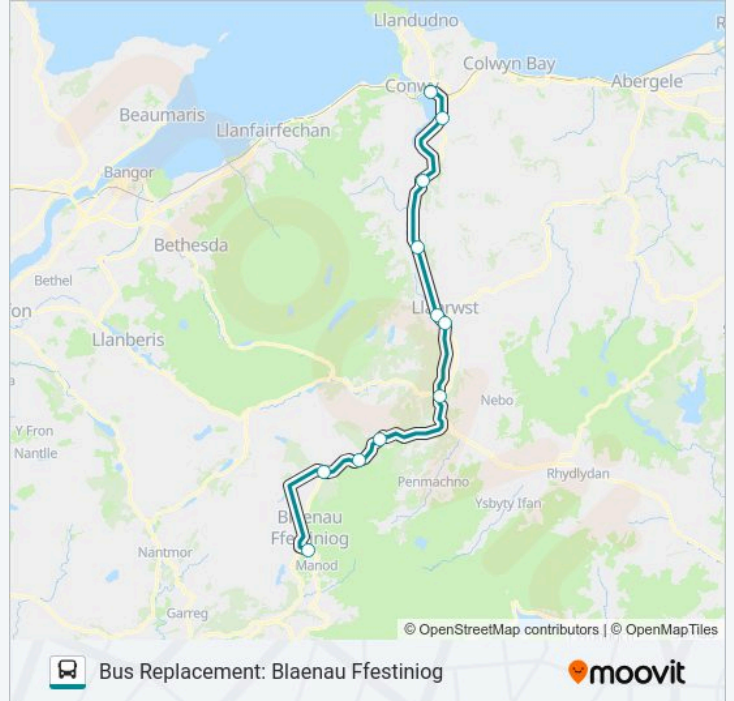 Llandudno
Colwyn Bay
Conwy
Abergele
Beaumaris
Llanfairfechan
Bangor
Bethesda
Bethel
Llanberis
Nebo
Y Fron
Nantlle
Rhydlydan
Penmachno
Ysbyty Ifan
Blaenau
Ffestiniog
Nantmor
Manod
Garreg
© OpenStreetMap contributors | © OpenMapTiles
Bus Replacement: Blaenau Ffestiniog
moovit